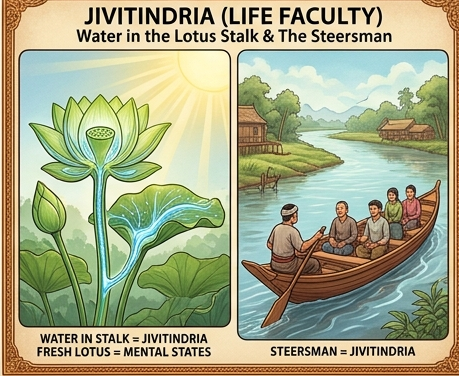 JIVITINDRIA (LIFE FACULTY)
Water in the Lotus Stalk & The Steersman
WATER IN STALK = JIVITINDRIA
FRESH LOTUS = MENTAL STATES
STEERSMAN = JIVITINDRIA